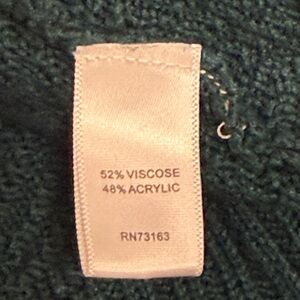 52% VISCOSE
48% ACRYLIC
RN73163